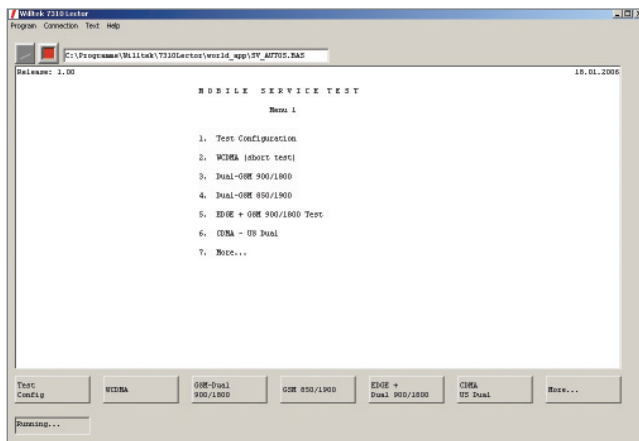 Willtek 7310 Lector
Program Connection Text Help
C:\Programme\Willtek\7310Lector\world_app\SV_AUTOS.BAS
Release: 1.00 18.01.2006
MOBILE SERVICE TEST
Menu 1
1. Test Configuration
2. WCDMA (short test)
3. Dual-GSM 900/1800
4. Dual-GSM 850/1900
5. EDGE + GSM 900/1800 Test
6. CDMA - US Dual
7. More...
Test Config
WCDMA
GSM-Dual 900/1800
GSM 850/1900
EDGE + Dual 900/1800
CDMA US Dual
More...
Running...